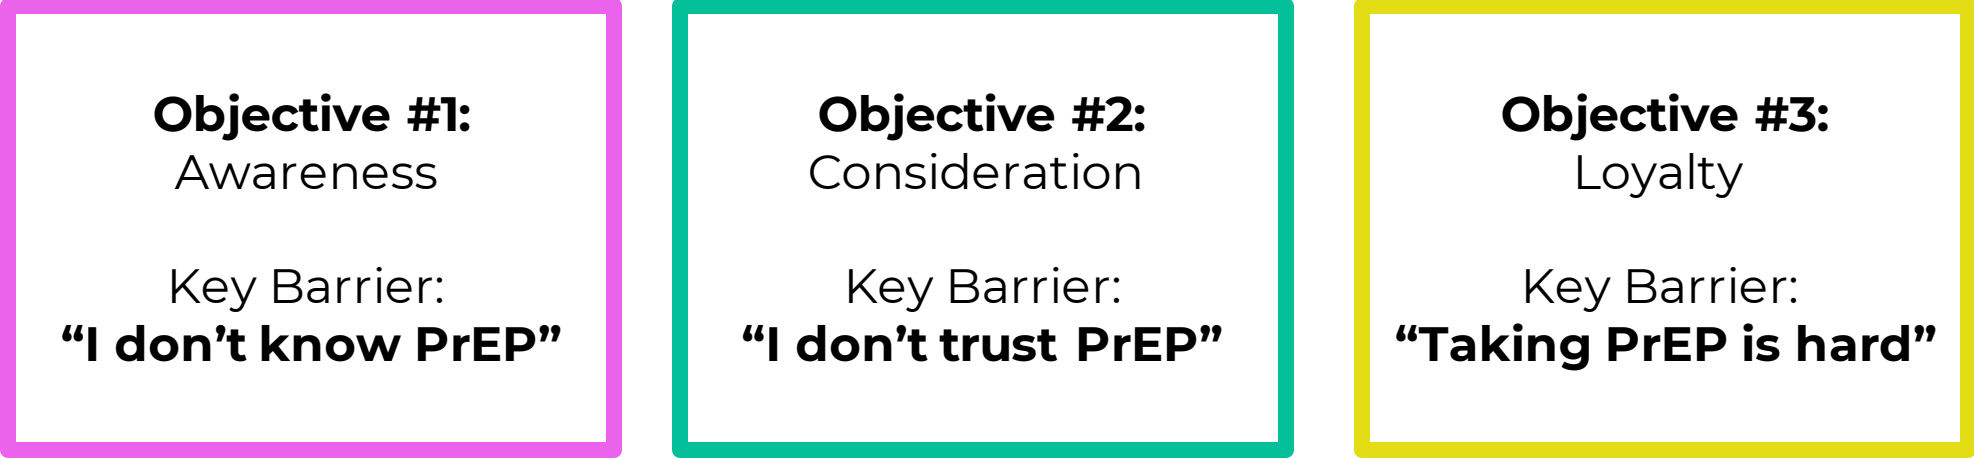 Objective #1:
Awareness
Key Barrier:
“I don’t know PrEP”
Objective #2:
Consideration
Key Barrier:
“I don’t trust PrEP”
Objective #3:
Loyalty
Key Barrier:
“Taking PrEP is hard”